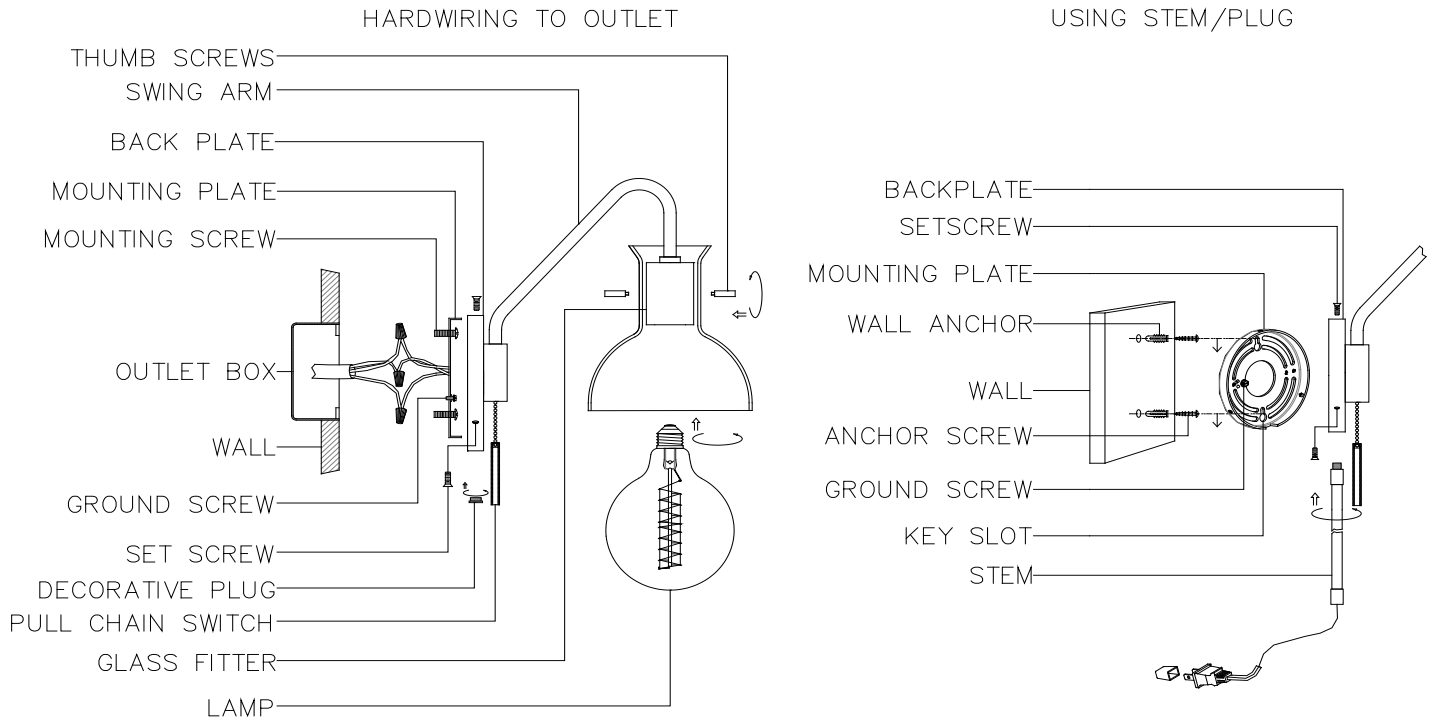 HARDWIRING TO OUTLET
THUMB SCREWS
SWING ARM
BACK PLATE
MOUNTING PLATE
MOUNTING SCREW
OUTLET BOX
WALL
GROUND SCREW
SET SCREW
DECORATIVE PLUG
PULL CHAIN SWITCH
GLASS FITTER
LAMP
USING STEM/PLUG
BACKPLATE
SETSCREW
MOUNTING PLATE
WALL ANCHOR
WALL
ANCHOR SCREW
GROUND SCREW
KEY SLOT
STEM